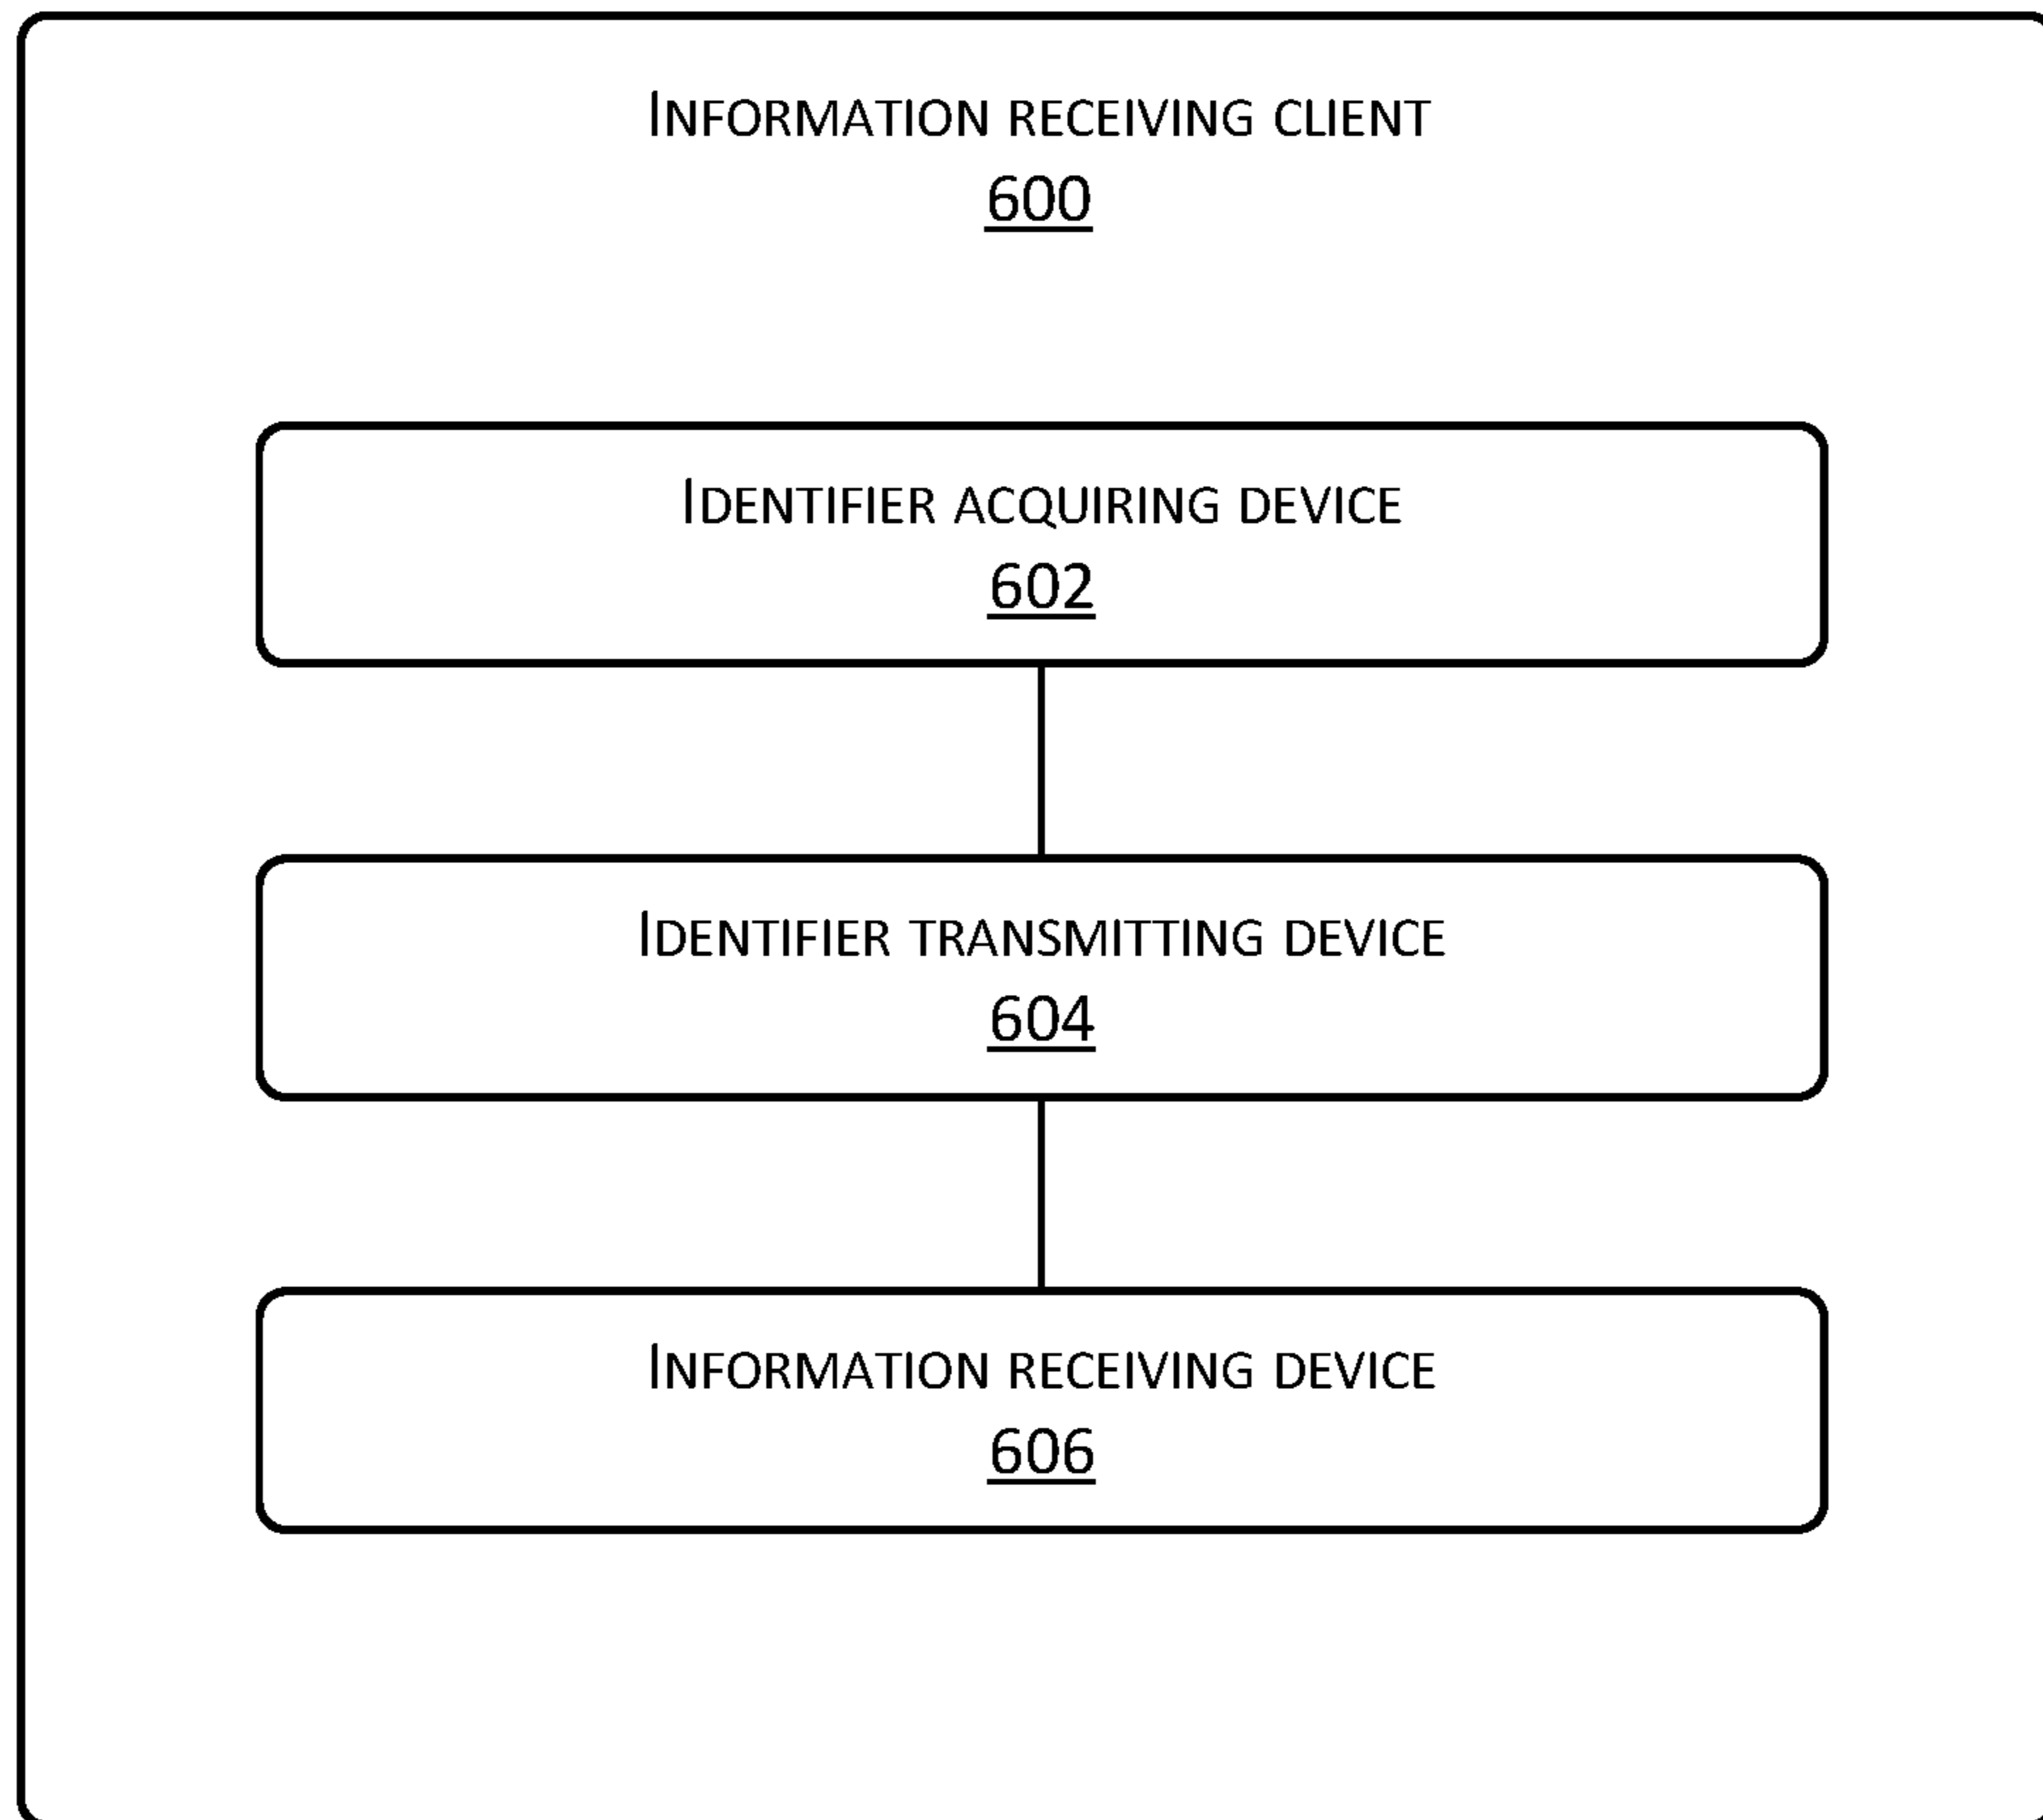 INFORMATION RECEIVING CLIENT
600
IDENTIFIER ACQUIRING DEVICE
602
IDENTIFIER TRANSMITTING DEVICE
604
INFORMATION RECEIVING DEVICE
606